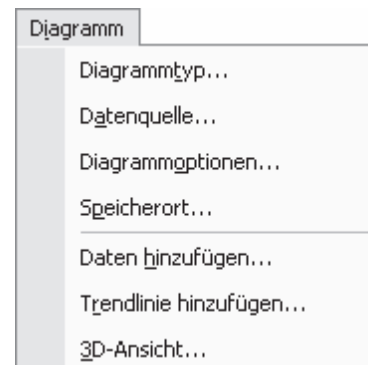 Diagramm
Diagrammtyp...
Datenquelle...
Diagrammoptionen...
Speicherort...
Daten hinzufügen...
Trendlinie hinzufügen...
3D-Ansicht...